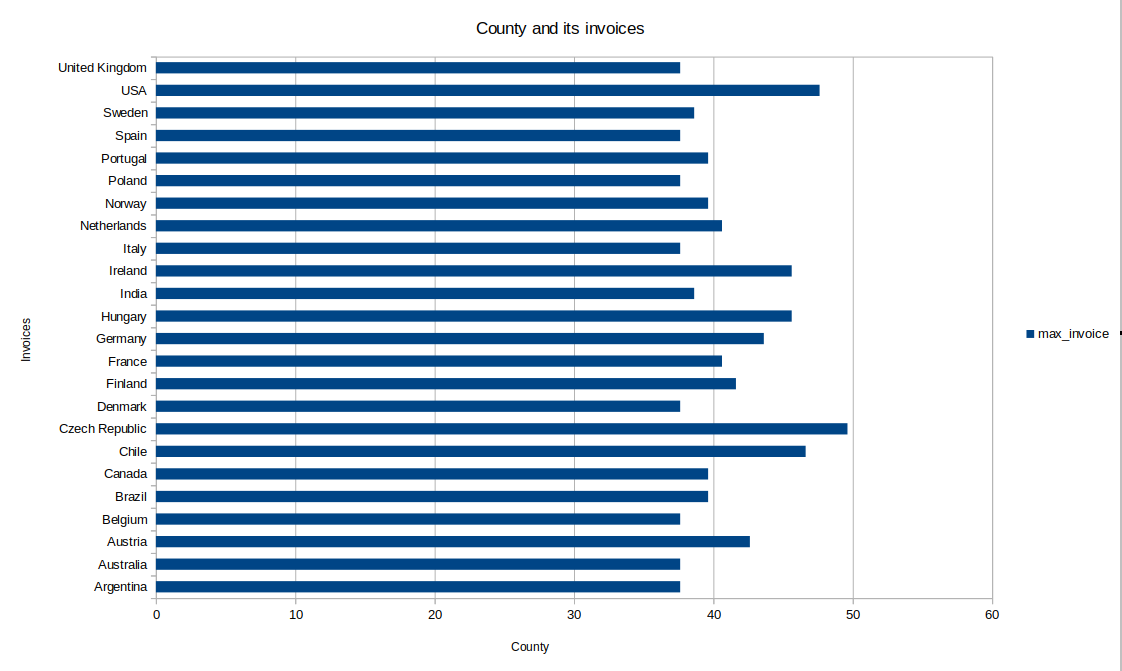 County and its invoices
United Kingdom
USA
Sweden
Spain
Portugal
Poland
Norway
Netherlands
Italy
Ireland
India
Hungary
Germany
France
Finland
Denmark
Czech Republic
Chile
Canada
Brazil
Belgium
Austria
Australia
Argentina
Invoices
max_invoice
0 10 20 30 40 50 60
County